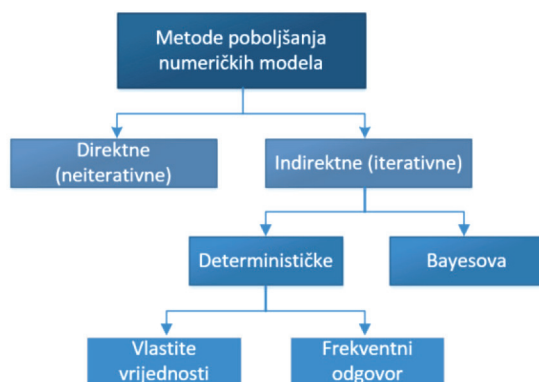 Metode poboljšanja
numeričkih modela
Direktne
(neiterativne)
Indirektne (iterativne)
Determinističke
Bayesova
Vlastite
vrijednosti
Frekventni
odgovor